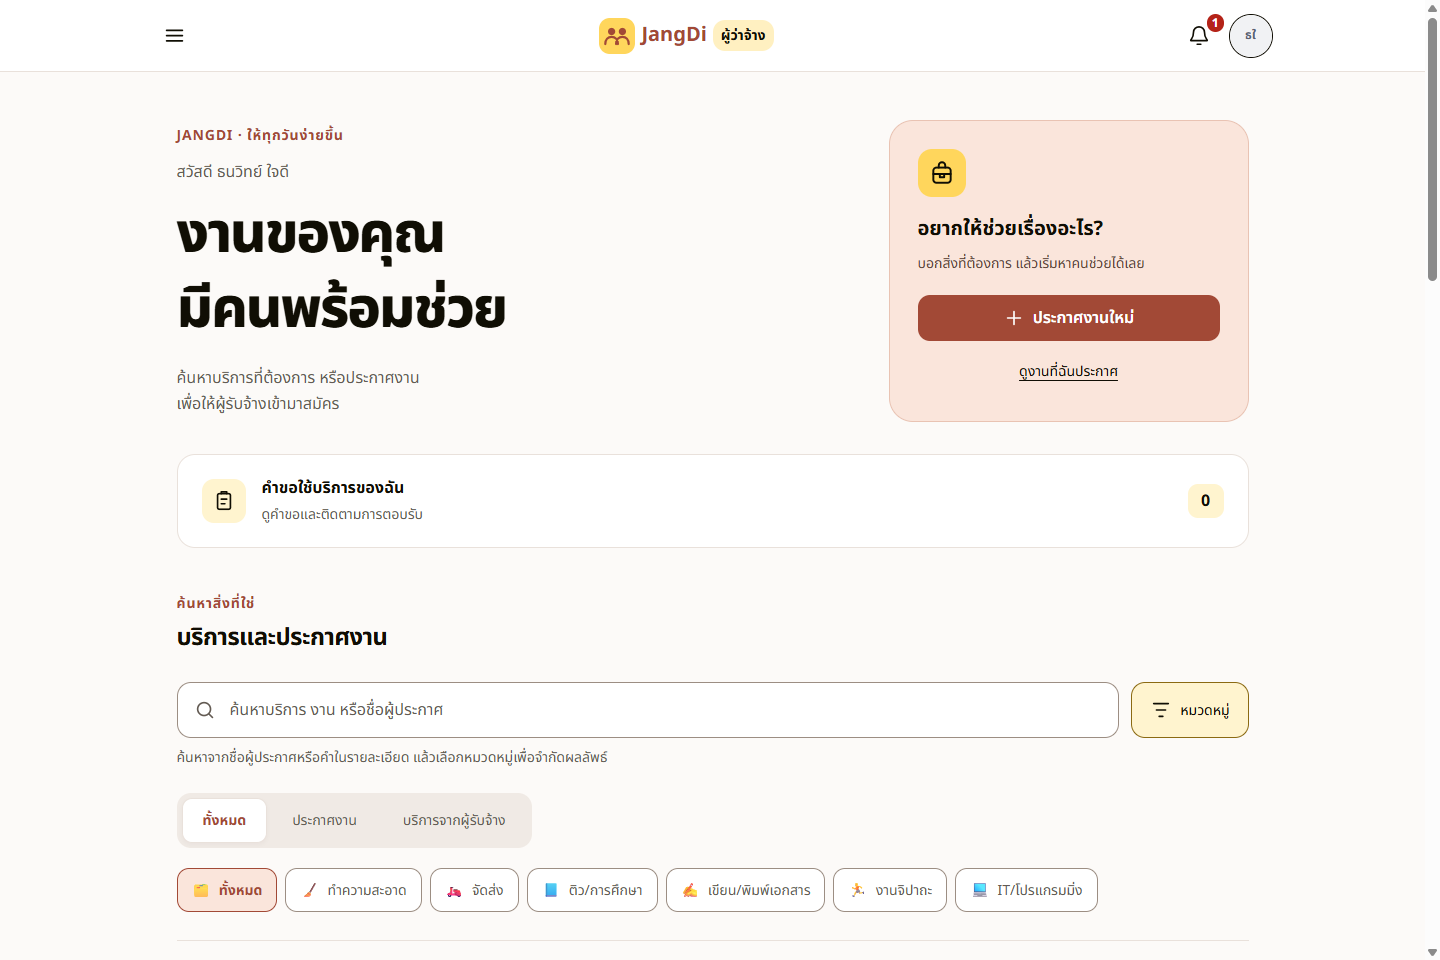 JangDi ผู้ว่าจ้าง
1
ธใ
JANGDI · ให้ทุกวันง่ายขึ้น
สวัสดี ธนวิทย์ ใจดี
งานของคุณ
มีคนพร้อมช่วย
ค้นหาบริการที่ต้องการ หรือประกาศงาน
เพื่อให้ผู้รับจ้างเข้ามาสมัคร
อยากให้ช่วยเรื่องอะไร?
บอกสิ่งที่ต้องการ แล้วเริ่มหาคนช่วยได้เลย
ประกาศงานใหม่
ดูงานที่ฉันประกาศ
คำขอใช้บริการของฉัน
ดูคำขอและติดตามการตอบรับ
0
ค้นหาสิ่งที่ใช่
บริการและประกาศงาน
ค้นหาบริการ งาน หรือชื่อผู้ประกาศ
หมวดหมู่
ค้นหาจากชื่อผู้ประกาศหรือคำในรายละเอียด แล้วเลือกหมวดหมู่เพื่อจำกัดผลลัพธ์
ทั้งหมด ประกาศงาน บริการจากผู้รับจ้าง
ทั้งหมด ทำความสะอาด จัดส่ง ติว/การศึกษา เขียน/พิมพ์เอกสาร งานจิปาถะ IT/โปรแกรมมิ่ง